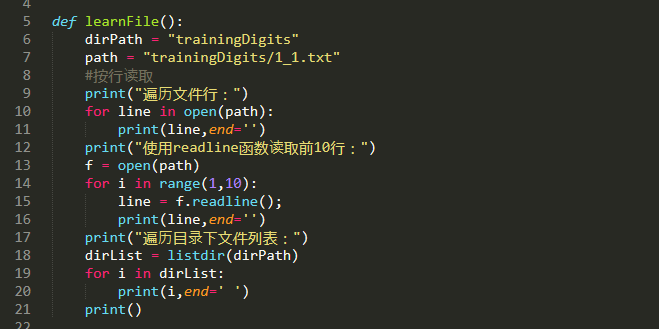 4
5 def learnFile():
6     dirPath = "trainingDigits"
7     path = "trainingDigits/1_1.txt"
8     #按行读取
9     print("遍历文件行：")
10     for line in open(path):
11         print(line,end='')
12     print("使用readline函数读取前10行：")
13     f = open(path)
14     for i in range(1,10):
15         line = f.readline();
16         print(line,end='')
17     print("遍历目录下文件列表：")
18     dirList = listdir(dirPath)
19     for i in dirList:
20         print(i,end=' ')
21     print()
22